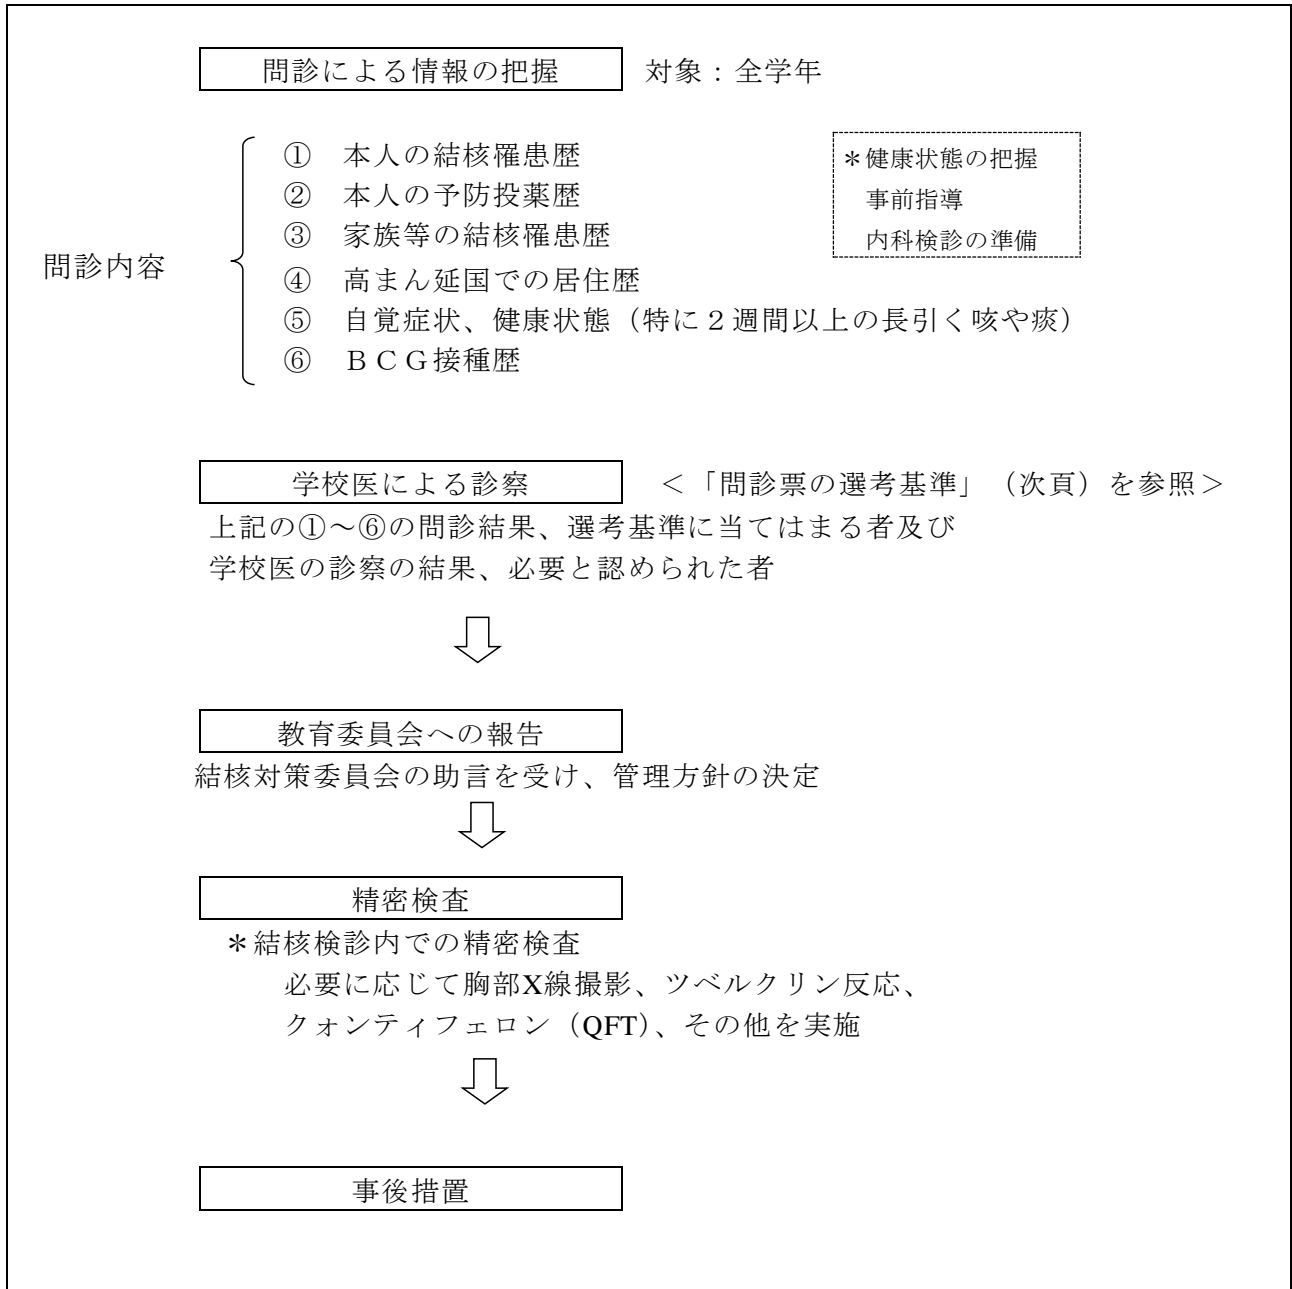 問診による情報の把握　対象：全学年
① 本人の結核罹患歴
② 本人の予防投薬歴
③ 家族等の結核罹患歴
④ 高まん延国での居住歴
⑤ 自覚症状、健康状態（特に２週間以上の長引く咳や痰）
⑥ ＢＣＧ接種歴
問診内容
＊健康状態の把握
事前指導
内科検診の準備
学校医による診察　＜「問診票の選考基準」（次頁）を参照＞
上記の①～⑥の問診結果、選考基準に当てはまる者及び
学校医の診察の結果、必要と認められた者
教育委員会への報告
結核対策委員会の助言を受け、管理方針の決定
精密検査
＊結核検診内での精密検査
必要に応じて胸部X線撮影、ツベルクリン反応、
クォンティフェロン（QFT）、その他を実施
事後措置